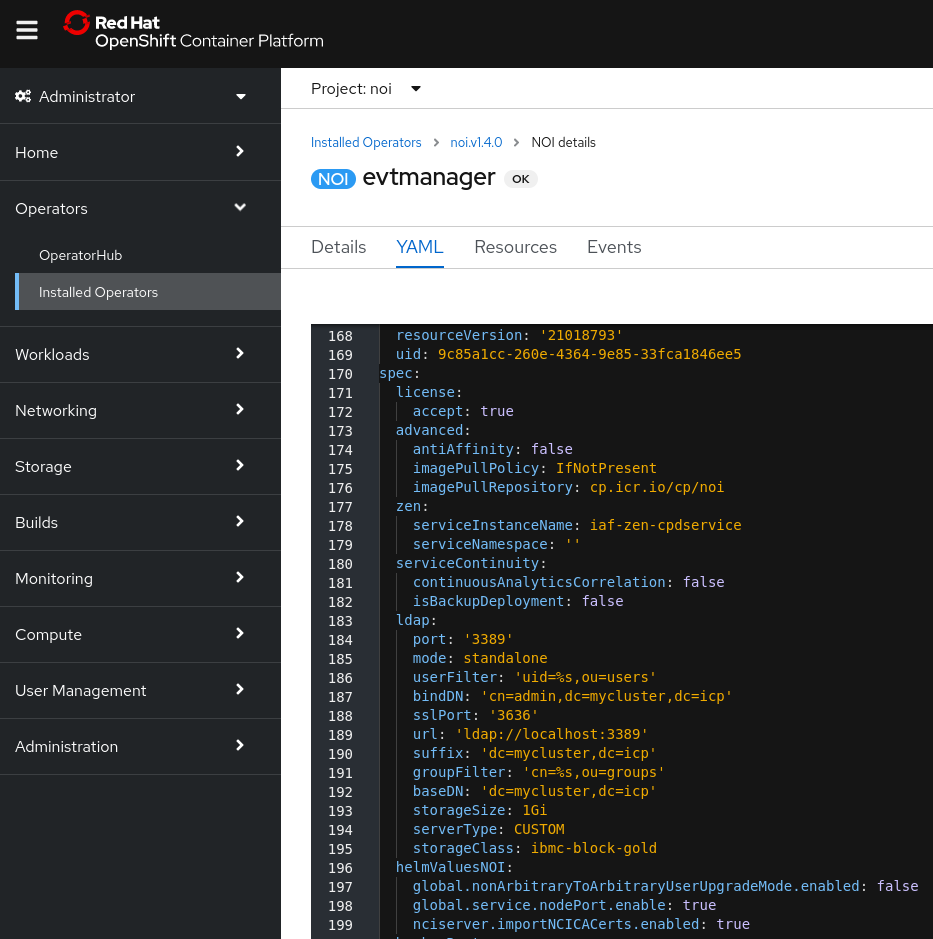 Red Hat
OpenShift Container Platform
Administrator
Home
Operators
OperatorHub
Installed Operators
Workloads
Networking
Storage
Builds
Monitoring
Compute
User Management
Administration
Project: noi
Installed Operators > noi.v1.4.0 > NOI details
NOI evtmanager OK
Details YAML Resources Events
168 resourceVersion: '21018793'
169 uid: 9c85a1cc-260e-4364-9e85-33fca1846ee5
170 spec:
171 license:
172 accept: true
173 advanced:
174 antiAffinity: false
175 imagePullPolicy: IfNotPresent
176 imagePullRepository: cp.icr.io/cp/noi
177 zen:
178 serviceInstanceName: iaf-zen-cpdservice
179 serviceNamespace: ''
180 serviceContinuity:
181 continuousAnalyticsCorrelation: false
182 isBackupDeployment: false
183 ldap:
184 port: '3389'
185 mode: standalone
186 userFilter: 'uid=%s,ou=users'
187 bindDN: 'cn=admin,dc=mycluster,dc=icp'
188 sslPort: '3636'
189 url: 'ldap://localhost:3389'
190 suffix: 'dc=mycluster,dc=icp'
191 groupFilter: 'cn=%s,ou=groups'
192 baseDN: 'dc=mycluster,dc=icp'
193 storageSize: 1Gi
194 serverType: CUSTOM
195 storageClass: ibmc-block-gold
196 helmValuesNOI:
197 global.nonArbitraryToArbitraryUserUpgradeMode.enabled: false
198 global.service.nodePort.enable: true
199 nciserver.importNCICACerts.enabled: true